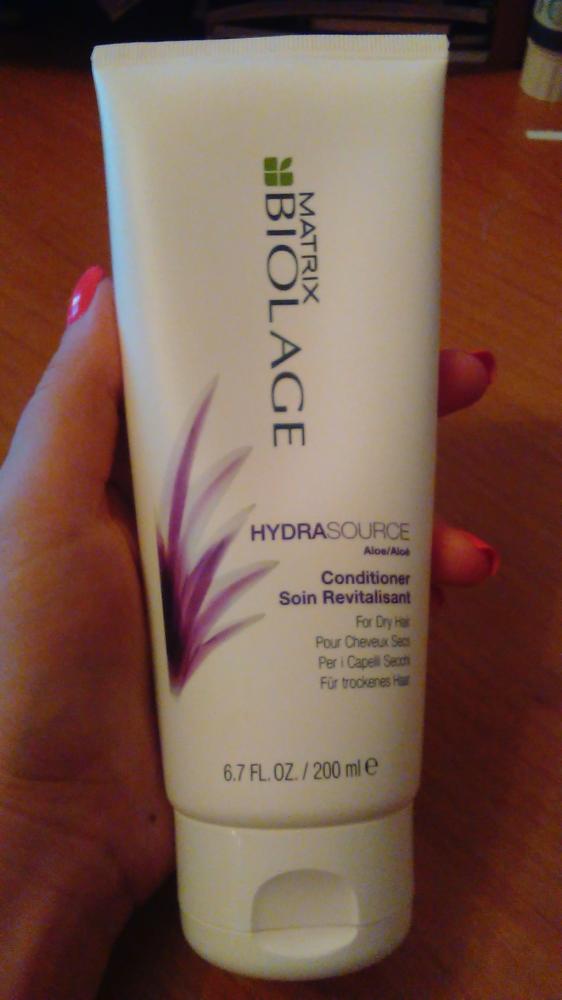 MATRIX
BIOLAGE
HYDRASOURCE
Aloe/Aloè
Conditioner
Soin Revitalisant
For Dry Hair
Pour Cheveux Secs
Per i Capelli Secchi
Für trockenes Haar
6.7 FL. OZ. / 200 ml e